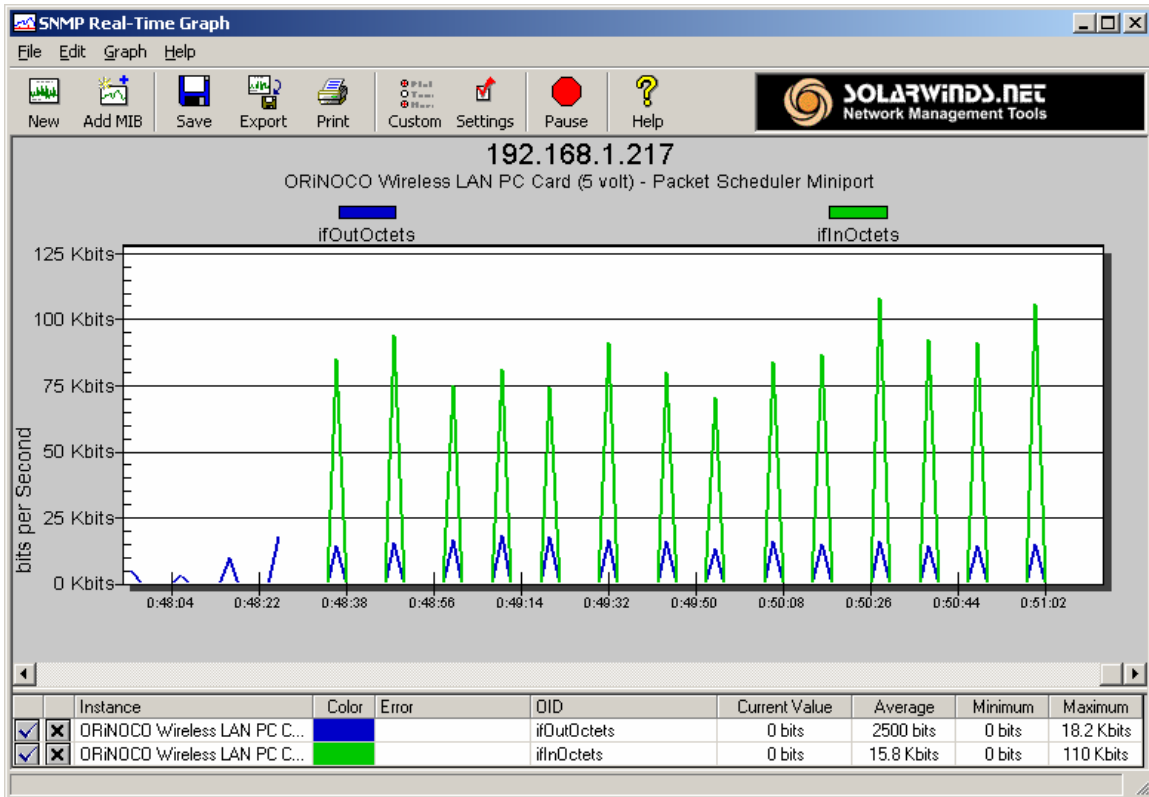 SNMP Real-Time Graph
File Edit Graph Help
New Add MIB Save Export Print Custom Settings Pause Help
SOLARWINDS.NET
Network Management Tools
192.168.1.217
ORiNOCO Wireless LAN PC Card (5 volt) - Packet Scheduler Miniport
ifOutOctets ifInOctets
125 Kbits
100 Kbits
75 Kbits
50 Kbits
25 Kbits
0 Kbits
bits per Second
0:48:04 0:48:22 0:48:38 0:48:56 0:49:14 0:49:32 0:49:50 0:50:08 0:50:26 0:50:44 0:51:02
Instance Color Error OID Current Value Average Minimum Maximum
ORiNOCO Wireless LAN PC C... ifOutOctets 0 bits 2500 bits 0 bits 18.2 Kbits
ORiNOCO Wireless LAN PC C... ifInOctets 0 bits 15.8 Kbits 0 bits 110 Kbits